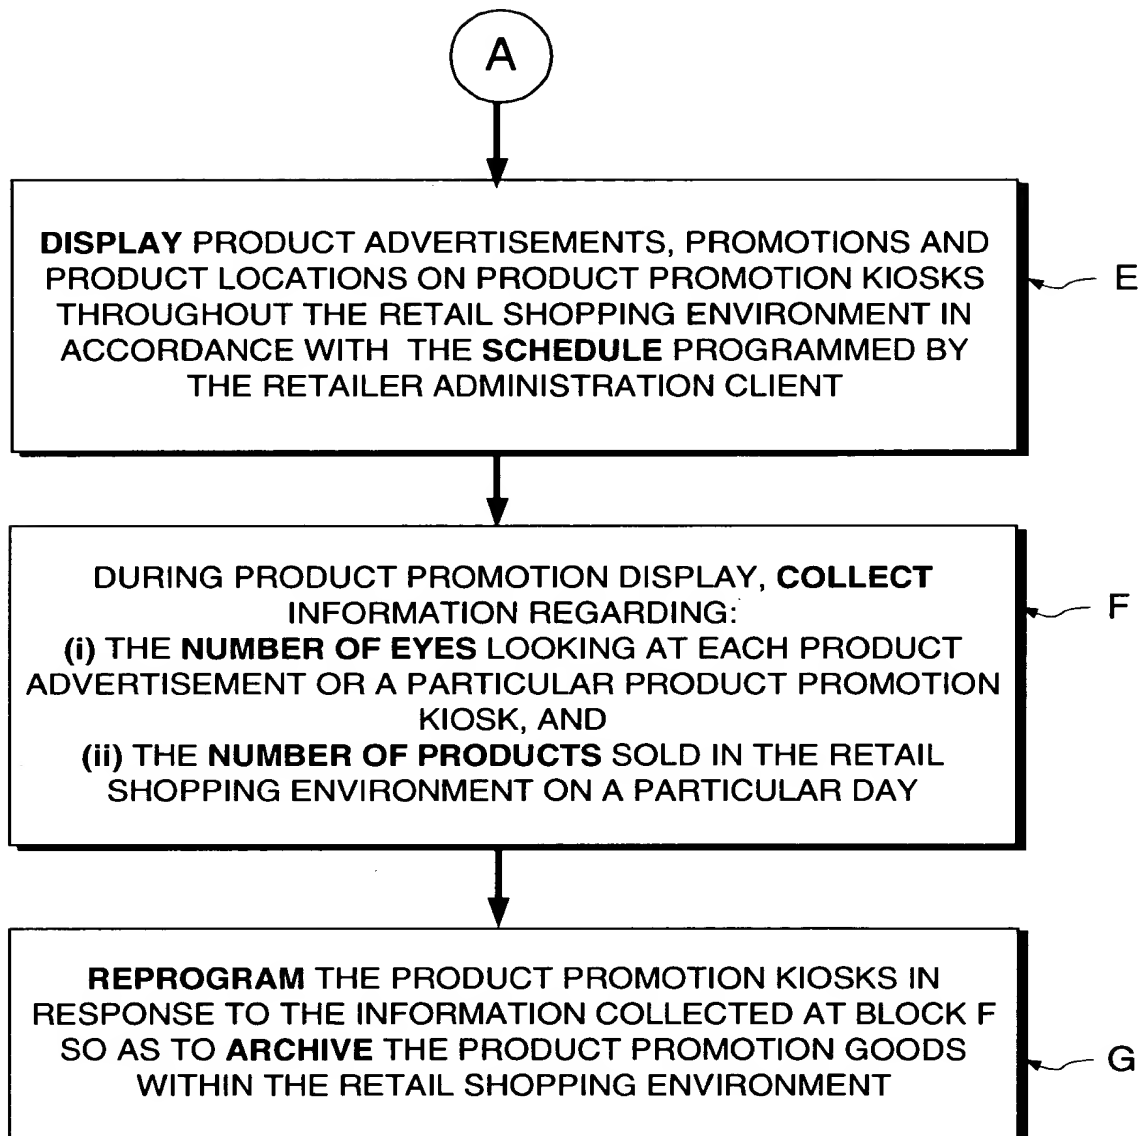 A
DISPLAY PRODUCT ADVERTISEMENTS, PROMOTIONS AND
PRODUCT LOCATIONS ON PRODUCT PROMOTION KIOSKS
THROUGHOUT THE RETAIL SHOPPING ENVIRONMENT IN
ACCORDANCE WITH THE SCHEDULE PROGRAMMED BY
THE RETAILER ADMINISTRATION CLIENT
E
DURING PRODUCT PROMOTION DISPLAY, COLLECT
INFORMATION REGARDING:
(i) THE NUMBER OF EYES LOOKING AT EACH PRODUCT
ADVERTISEMENT OR A PARTICULAR PRODUCT PROMOTION
KIOSK, AND
(ii) THE NUMBER OF PRODUCTS SOLD IN THE RETAIL
SHOPPING ENVIRONMENT ON A PARTICULAR DAY
F
REPROGRAM THE PRODUCT PROMOTION KIOSKS IN
RESPONSE TO THE INFORMATION COLLECTED AT BLOCK F
SO AS TO ARCHIVE THE PRODUCT PROMOTION GOODS
WITHIN THE RETAIL SHOPPING ENVIRONMENT
G